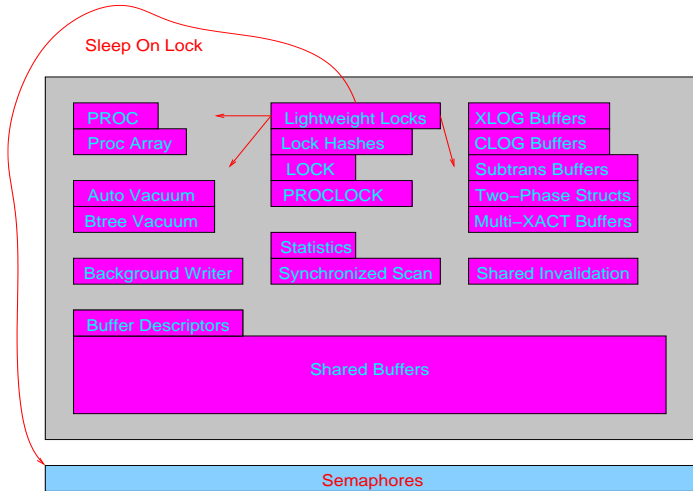 Sleep On Lock
PROC
Lightweight Locks
XLOG Buffers
Proc Array
Lock Hashes
CLOG Buffers
LOCK
Subtrans Buffers
Auto Vacuum
PROCLOCK
Two−Phase Structs
Btree Vacuum
Multi−XACT Buffers
Statistics
Background Writer
Synchronized Scan
Shared Invalidation
Buffer Descriptors
Shared Buffers
Semaphores